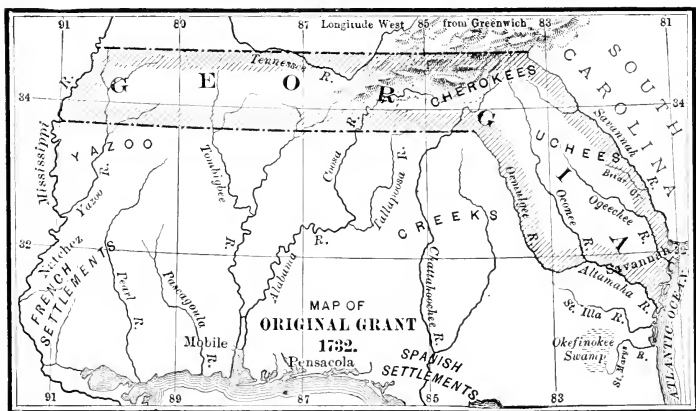 91 89 87 Longitude West 85 from Greenwich 83 81
SOUTH
CAROLINA
Tennessee R.
GEORGIA
CHEROKEES
34 34
Mississippi R.
YAZOO
Yazoo R.
Tombigbee R.
Coosa R.
Tallapoosa R.
UCHEES
Savannah R.
Briar C.
Ogeechee R.
Oconee R.
Ocmulgee R.
CREEKS
Chattahoochee R.
32 32
Natchez
FRENCH
SETTLEMENTS
Pearl R.
Pascagoula R.
Alabama R.
Savannah
Altamaha R.
MAP OF
ORIGINAL GRANT
1732.
St. Illa R.
Okefinokee
Swamp
St. Marys R.
ATLANTIC OCEAN
Mobile
Pensacola
SPANISH
SETTLEMENTS
91 89 87 85 83